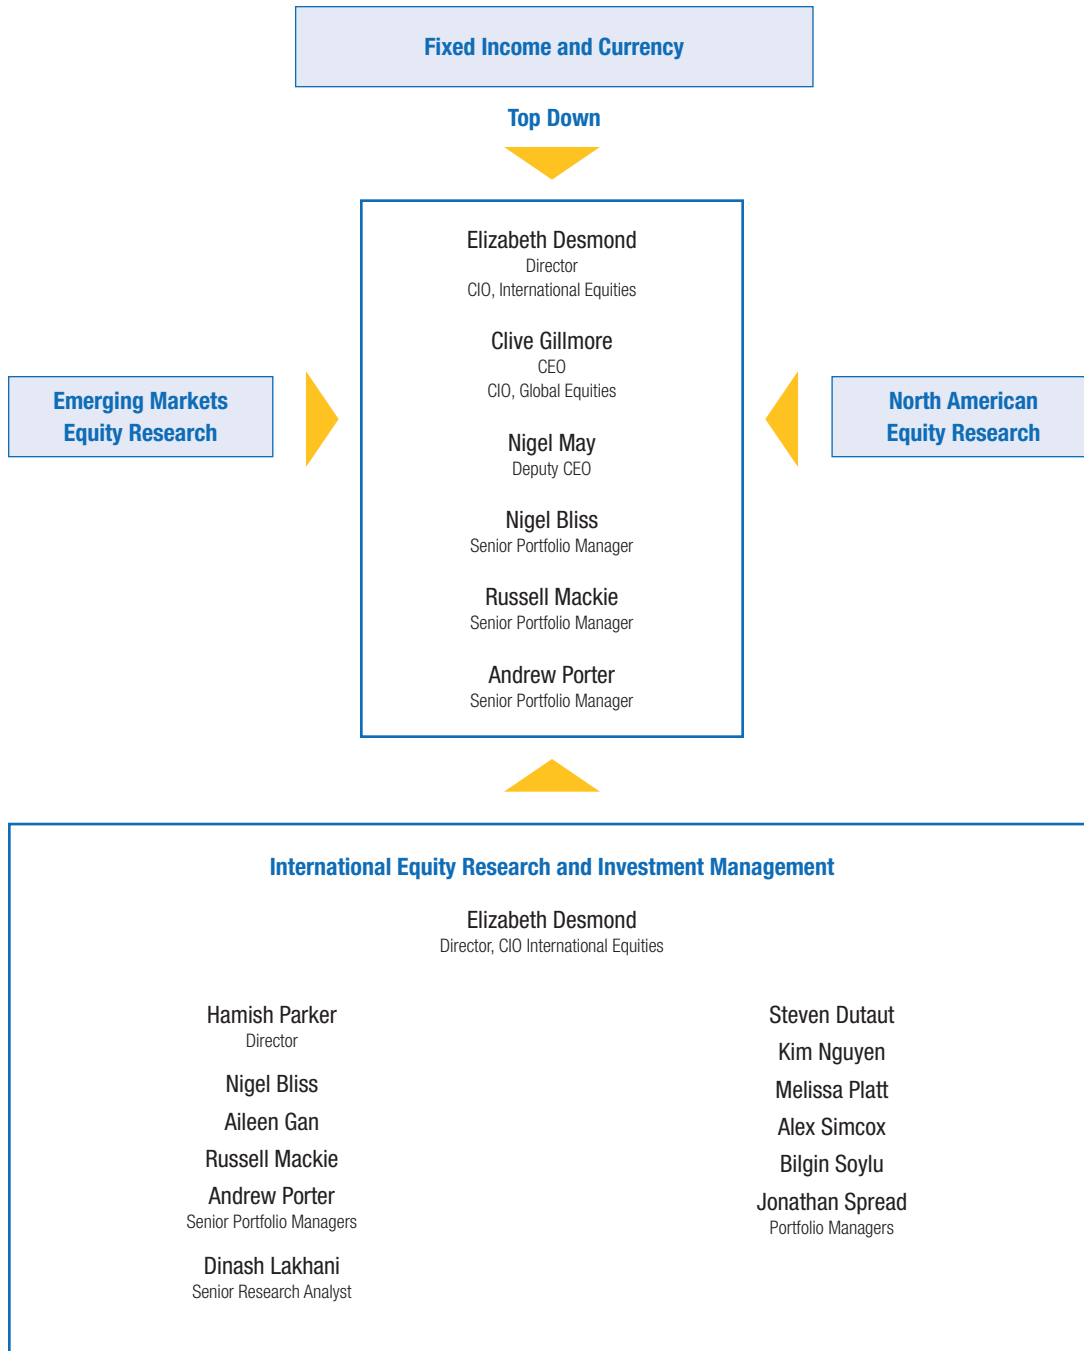 Fixed Income and Currency
Top Down
Elizabeth Desmond
Director
CIO, International Equities
Clive Gillmore
CEO
CIO, Global Equities
Emerging Markets
Equity Research
North American
Equity Research
Nigel May
Deputy CEO
Nigel Bliss
Senior Portfolio Manager
Russell Mackie
Senior Portfolio Manager
Andrew Porter
Senior Portfolio Manager
International Equity Research and Investment Management
Elizabeth Desmond
Director, CIO International Equities
Hamish Parker
Director
Nigel Bliss
Aileen Gan
Russell Mackie
Andrew Porter
Senior Portfolio Managers
Dinash Lakhani
Senior Research Analyst
Steven Dutaut
Kim Nguyen
Melissa Platt
Alex Simcox
Bilgin Soylu
Jonathan Spread
Portfolio Managers